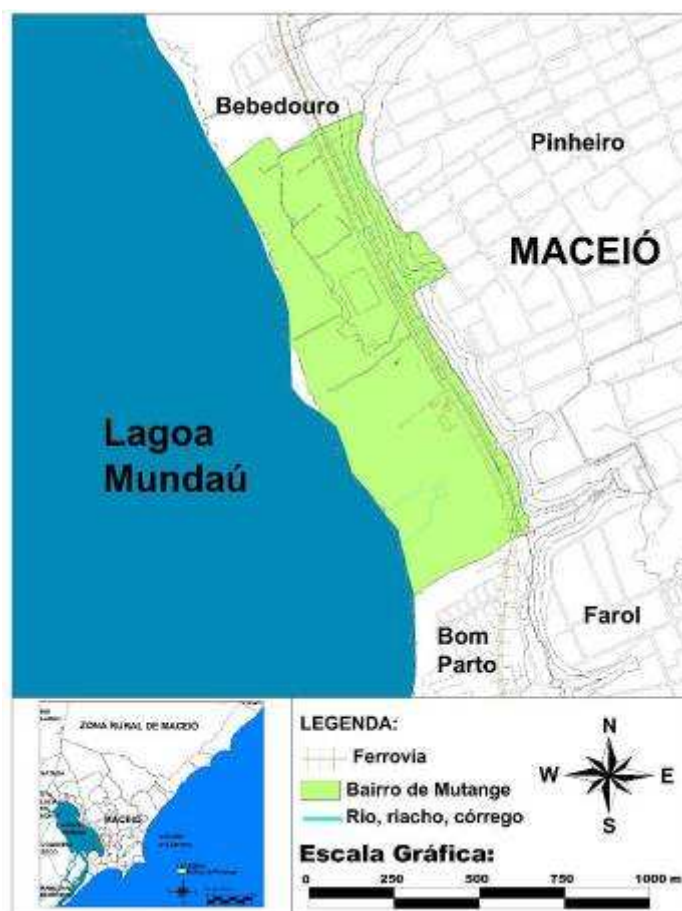 Bebedouro
Pinheiro
MACEIÓ
Lagoa
Mundaú
Farol
Bom
Parto
ZONA RURAL DE MACEIÓ
MACEIÓ
LEGENDA:
Ferrovia
Bairro de Mutange
Rio, riacho, córrego
N
W E
S
Escala Gráfica:
0 250 500 750 1000 m